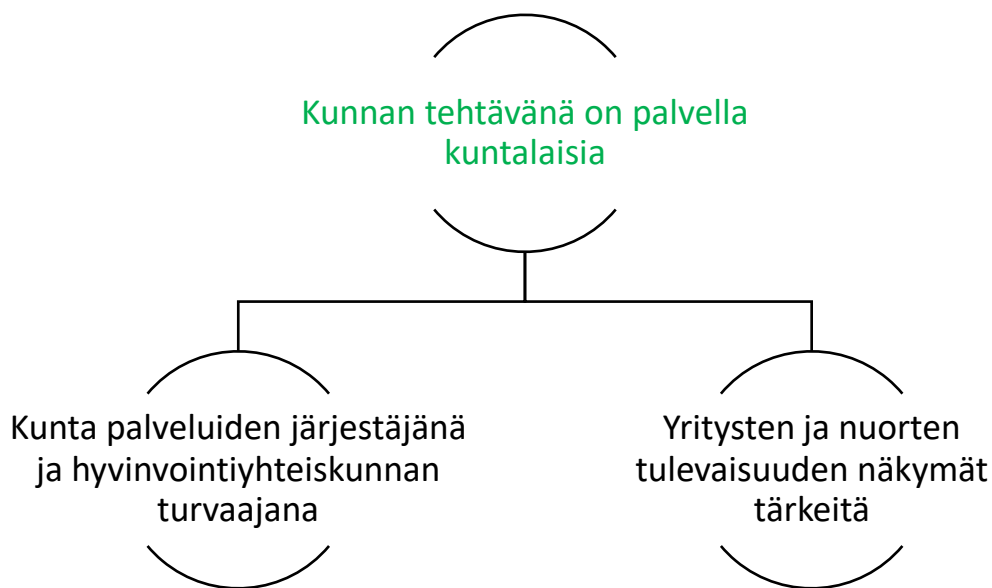 Kunnan tehtävänä on palvella
kuntalaisia
Kunta palveluiden järjestäjänä
ja hyvinvointiyhteiskunnan
turvaajana
Yritysten ja nuorten
tulevaisuuden näkymät
tärkeitä